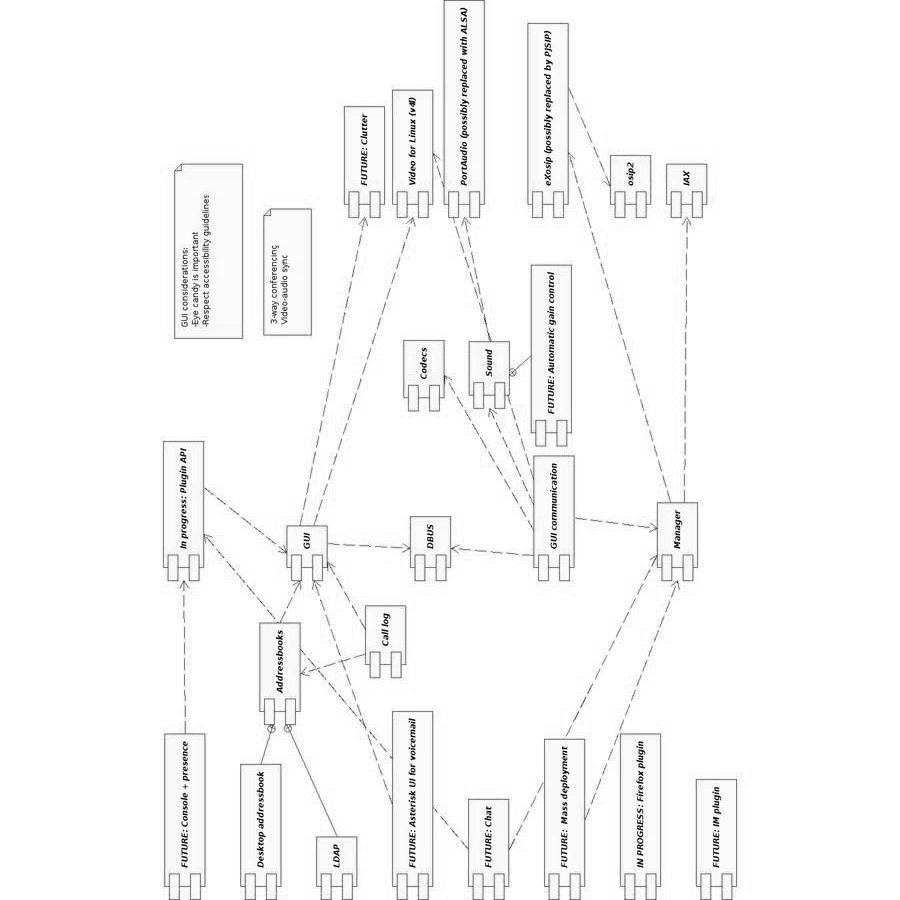 FUTURE: Console + presence
Desktop addressbook
LDAP
FUTURE: Asterisk UI for voicemail
FUTURE: Chat
FUTURE:  Mass deployment
IN PROGRESS: Firefox plugin
FUTURE: IM plugin
Addressbooks
Call log
In progress: Plugin API
GUI
DBUS
GUI communication
Manager
Codecs
Sound
FUTURE: Automatic gain control
GUI considerations:
-Eye candy is important
-Respect accessibility guidelines
3-way conferencing
Video-audio sync
FUTURE: Clutter
Video for Linux (v4l)
PortAudio (possibly replaced with ALSA)
eXosip (possibly replaced by PJSIP)
osip2
IAX